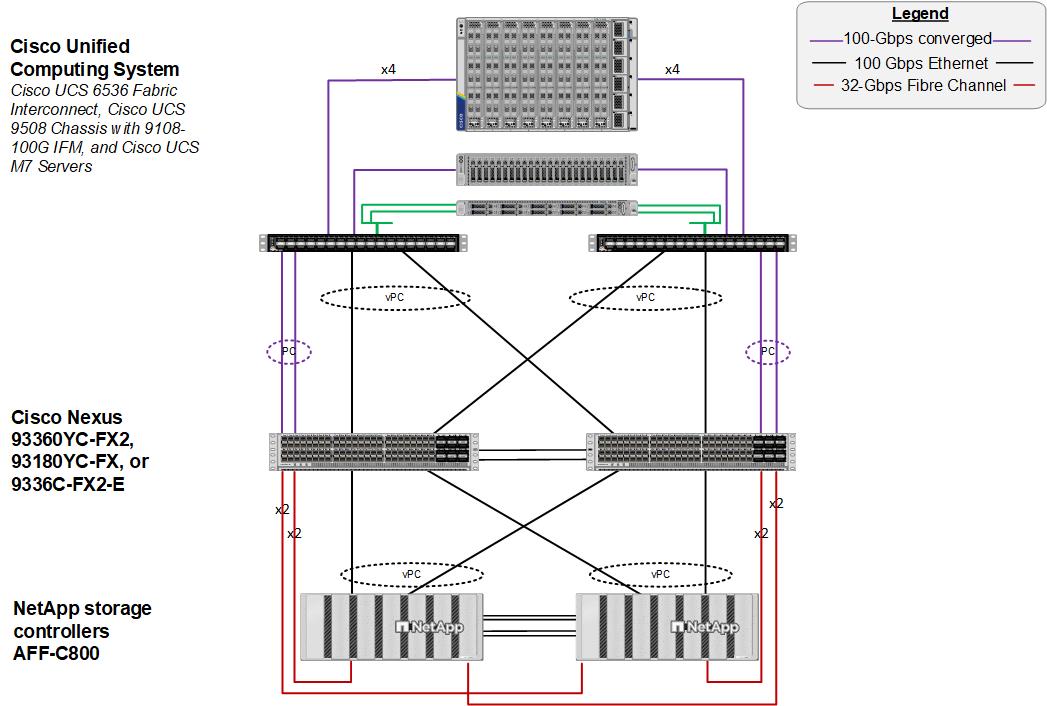 Legend
100-Gbps converged
100 Gbps Ethernet
32-Gbps Fibre Channel
Cisco Unified
Computing System
Cisco UCS 6536 Fabric
Interconnect, Cisco UCS
9508 Chassis with 9108-
100G IFM, and Cisco UCS
M7 Servers
x4
x4
CISCO
vPC
vPC
PC
PC
Cisco Nexus
93360YC-FX2,
93180YC-FX, or
9336C-FX2-E
x2
x2
x2
x2
vPC
vPC
NetApp storage
controllers
AFF-C800
NetApp
NetApp